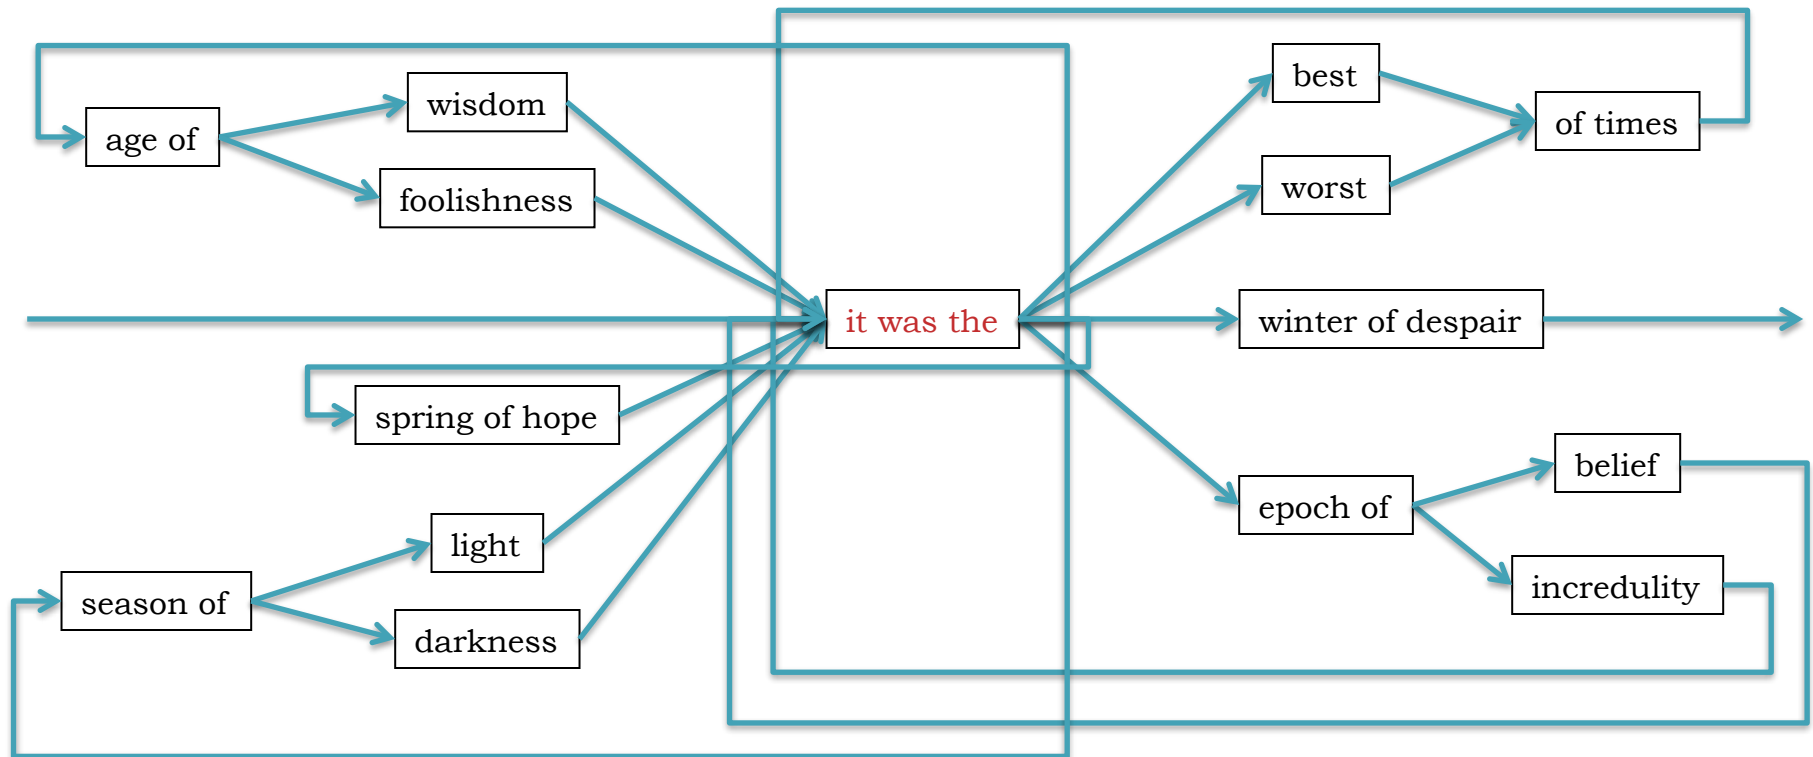 best
wisdom
of times
age of
worst
foolishness
it was the
winter of despair
spring of hope
belief
epoch of
light
incredulity
season of
darkness